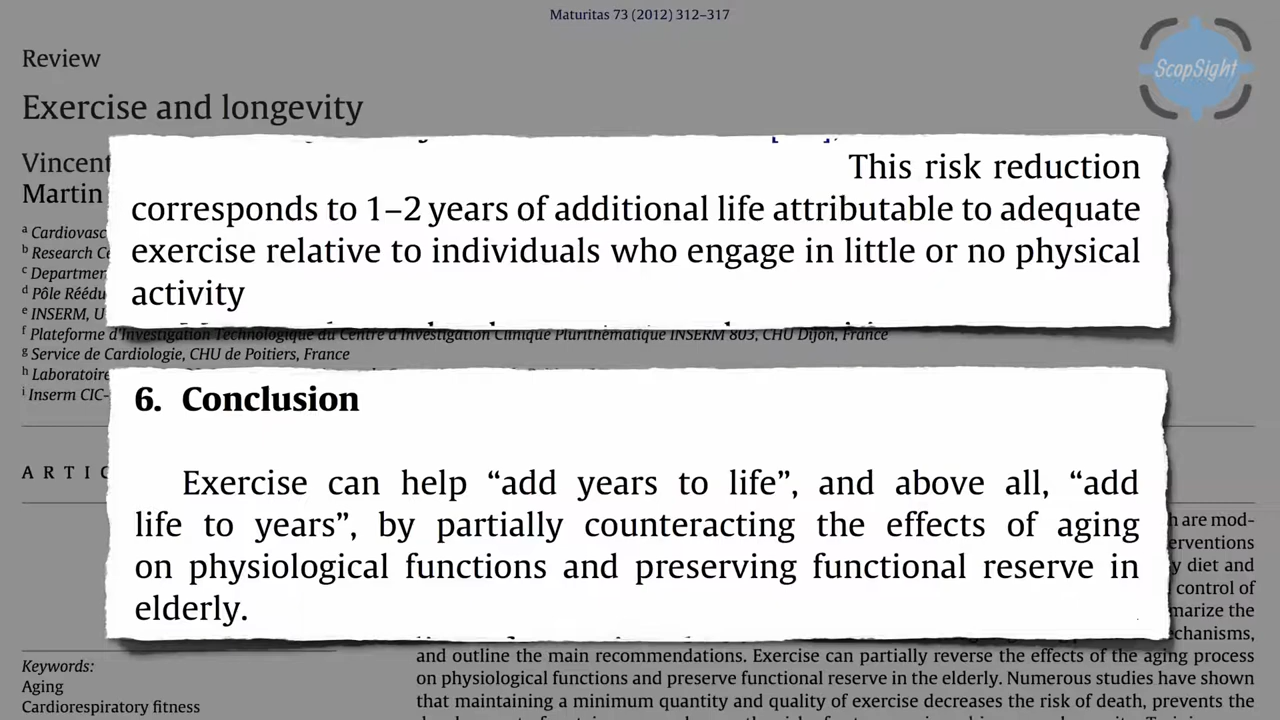 Maturitas 73 (2012) 312–317
ScopSight
Review
Exercise and longevity
Vincent
Martin
This risk reduction
corresponds to 1–2 years of additional life attributable to adequate
exercise relative to individuals who engage in little or no physical
activity
a Cardiovasc
b Research Ce
c Departmen
d Pôle Réédu
e INSERM, U
f Plateforme d'Investigation Technologique du Centre d'Investigation Clinique Plurithématique INSERM 803, CHU Dijon, France
g Service de Cardiologie, CHU de Poitiers, France
h Laboratoire
i Inserm CIC-
6. Conclusion
Exercise can help “add years to life”, and above all, “add
life to years”, by partially counteracting the effects of aging
on physiological functions and preserving functional reserve in
elderly.
A R T I C
h are mod-
erventions
y diet and
control of
marize the
echanisms,
and outline the main recommendations. Exercise can partially reverse the effects of the aging process
on physiological functions and preserve functional reserve in the elderly. Numerous studies have shown
that maintaining a minimum quantity and quality of exercise decreases the risk of death, prevents the
Keywords:
Aging
Cardiorespiratory fitness